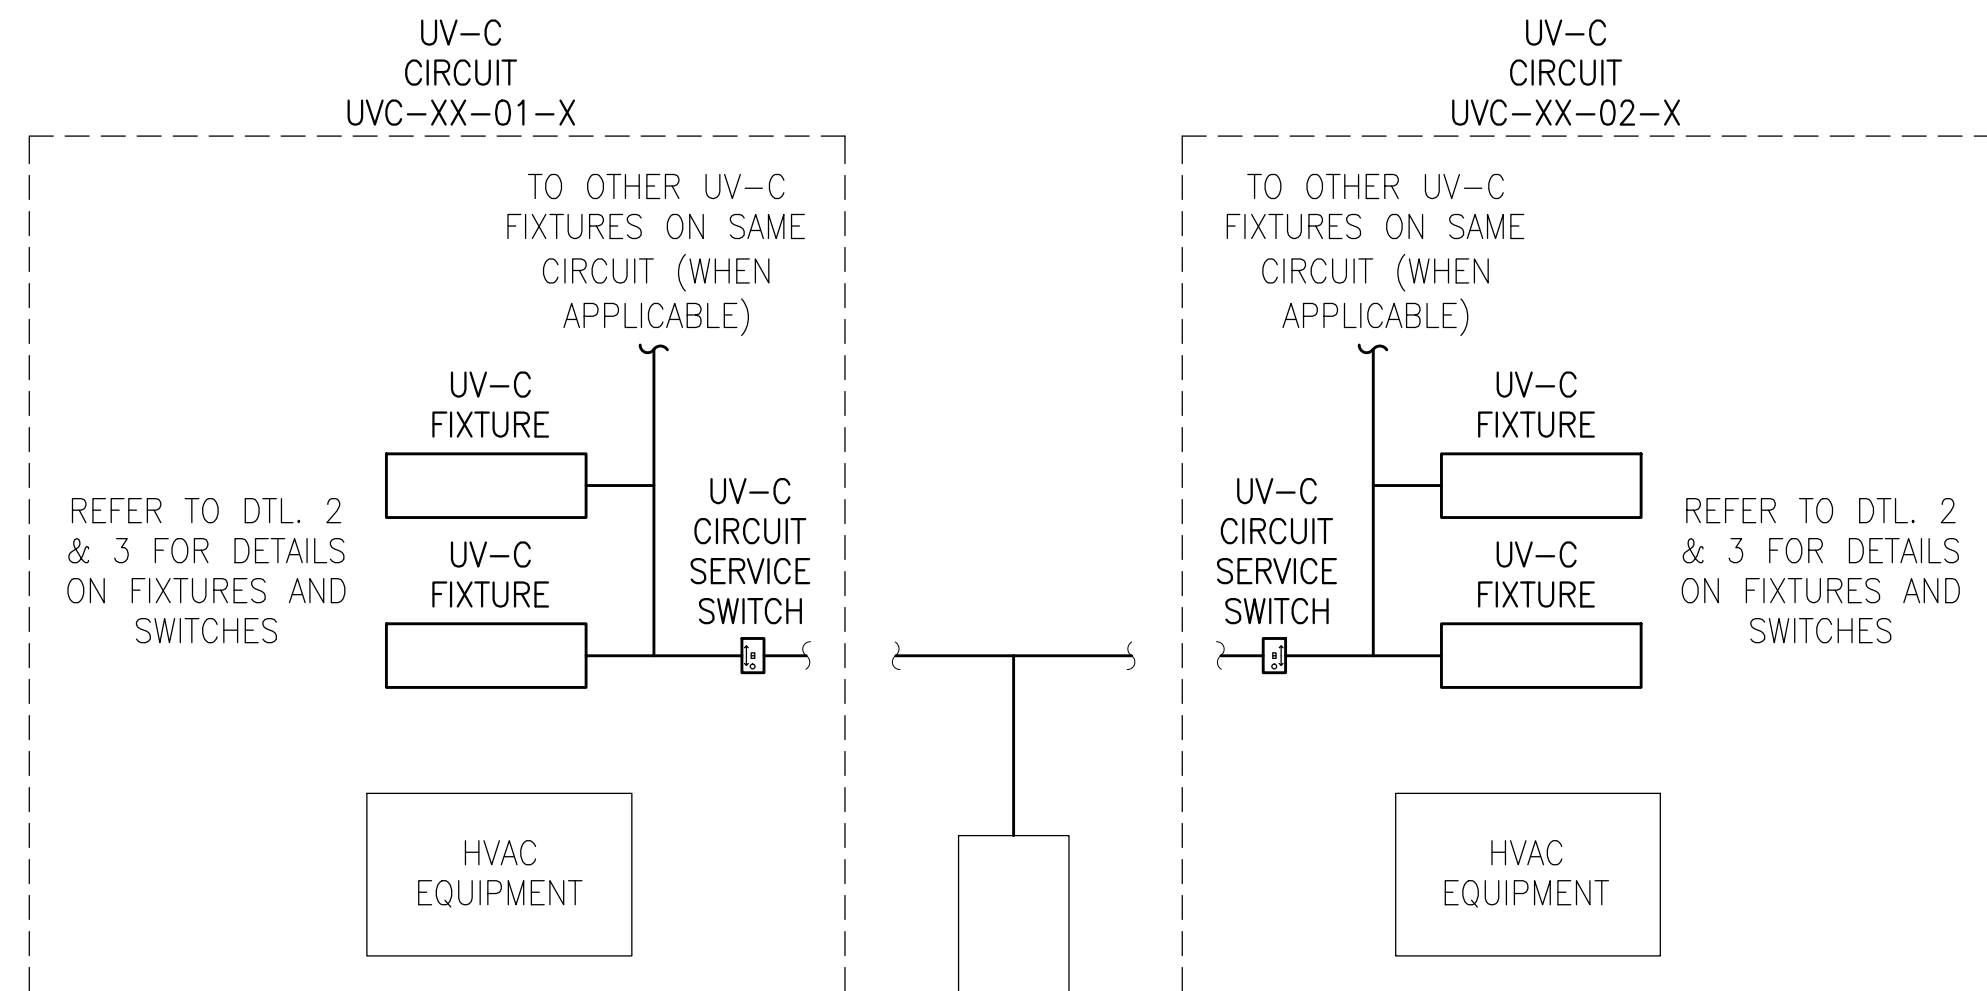 UV-C
CIRCUIT
UVC-XX-01-X
TO OTHER UV-C
FIXTURES ON SAME
CIRCUIT (WHEN
APPLICABLE)
UV-C
FIXTURE
REFER TO DTL. 2
& 3 FOR DETAILS
ON FIXTURES AND
SWITCHES
UV-C
FIXTURE
UV-C
CIRCUIT
SERVICE
SWITCH
HVAC
EQUIPMENT
UV-C
CIRCUIT
UVC-XX-02-X
TO OTHER UV-C
FIXTURES ON SAME
CIRCUIT (WHEN
APPLICABLE)
UV-C
CIRCUIT
SERVICE
SWITCH
UV-C
FIXTURE
UV-C
FIXTURE
REFER TO DTL. 2
& 3 FOR DETAILS
ON FIXTURES AND
SWITCHES
HVAC
EQUIPMENT